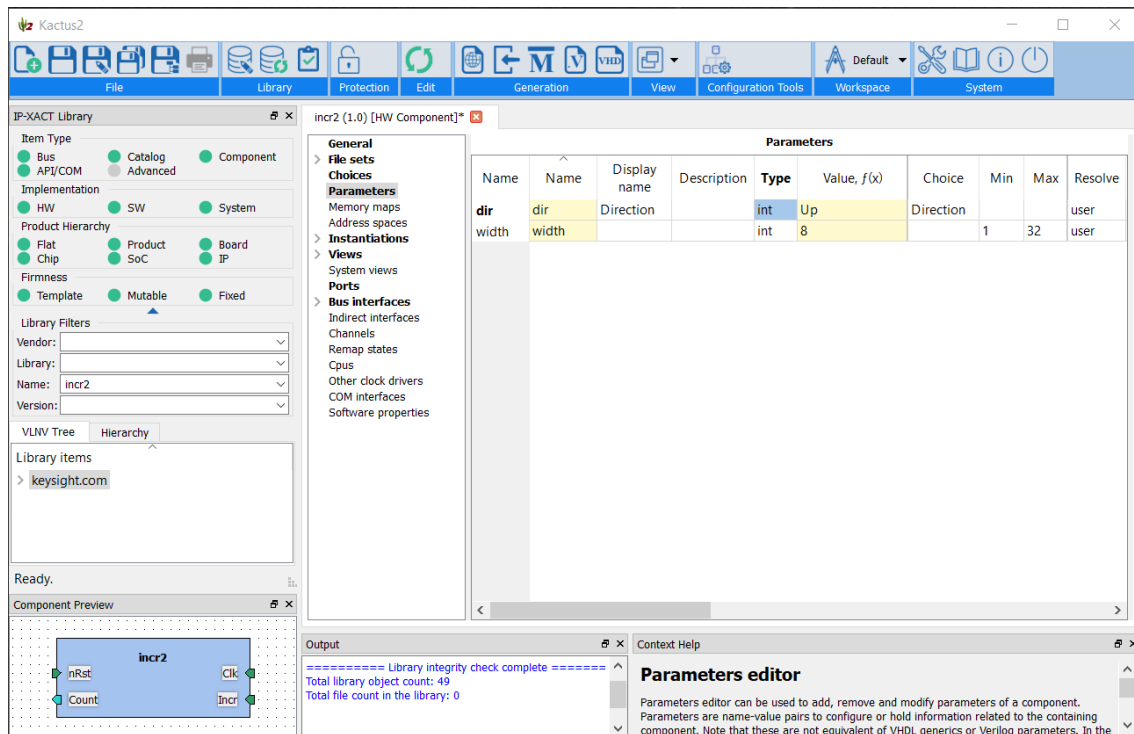 Kactus2
VHD
Default
File
Library
Protection
Edit
Generation
View
Configuration Tools
Workspace
System
IP-XACT Library
Item Type
Bus
Catalog
Component
API/COM
Advanced
Implementation
HW
SW
System
Product Hierarchy
Flat
Product
Board
Chip
SoC
IP
Firmness
Template
Mutable
Fixed
Library Filters
Vendor:
Library:
Name: incr2
Version:
VLNV Tree
Hierarchy
Library items
keysight.com
Ready.
Component Preview
incr2
nRst
Clk
Count
Incr
incr2 (1.0) [HW Component]*
General
File sets
Choices
Parameters
Memory maps
Address spaces
Instantiations
Views
System views
Ports
Bus interfaces
Indirect interfaces
Channels
Remap states
Cpus
Other clock drivers
COM interfaces
Software properties
Parameters
Name Name Display name Description Type Value, f(x) Choice Min Max Resolve
dir dir Direction int Up Direction user
width width int 8 1 32 user
Output
========== Library integrity check complete =======
Total library object count: 49
Total file count in the library: 0
Context Help
Parameters editor
Parameters editor can be used to add, remove and modify parameters of a component.
Parameters are name-value pairs to configure or hold information related to the containing
component. Note that these are not equivalent of VHDL generics or Verilog parameters. In the